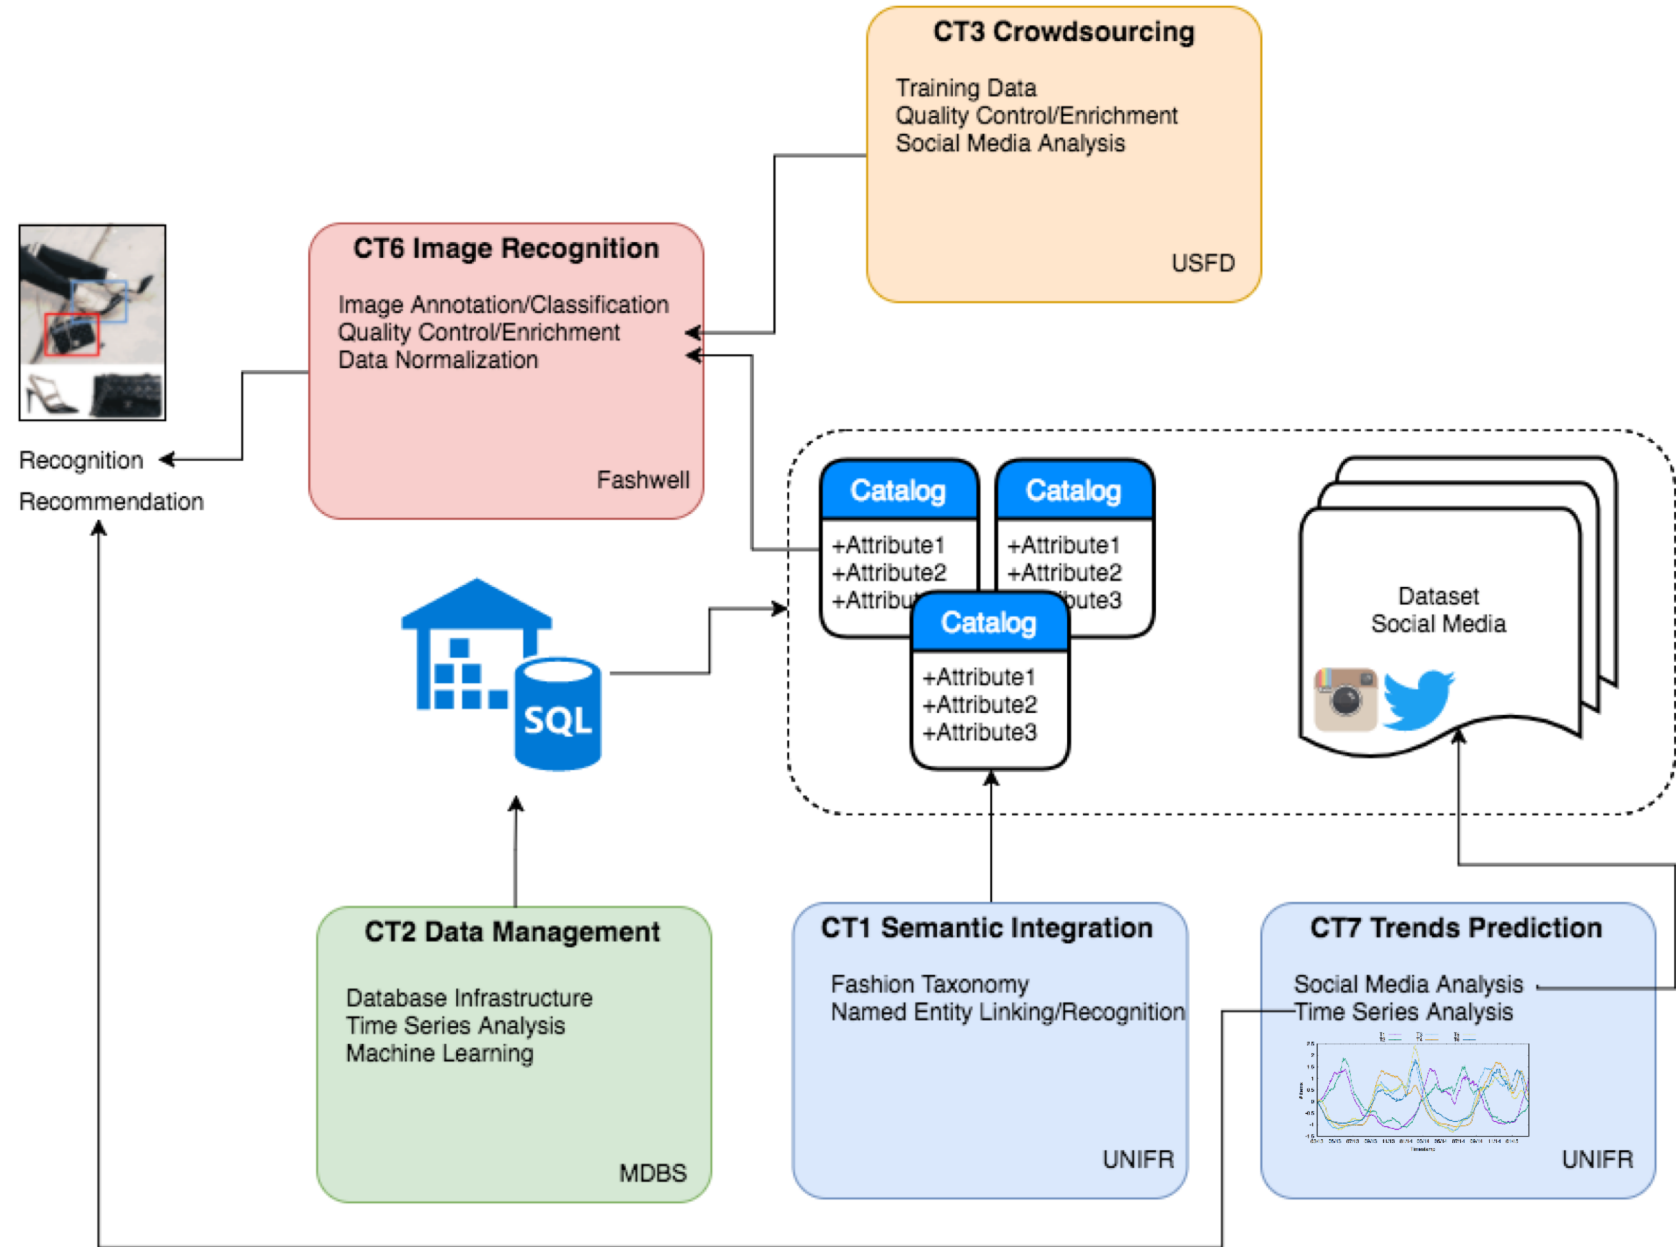 CT3 Crowdsourcing
Training Data
Quality Control/Enrichment
Social Media Analysis
USFD
CT6 Image Recognition
Image Annotation/Classification
Quality Control/Enrichment
Data Normalization
Fashwell
Recognition
Recommendation
Catalog
+Attribute1
+Attribute2
+Attribu
Catalog
+Attribute1
+Attribute2
bute3
Catalog
+Attribute1
+Attribute2
+Attribute3
Dataset
Social Media
SQL
CT2 Data Management
Database Infrastructure
Time Series Analysis
Machine Learning
MDBS
CT1 Semantic Integration
Fashion Taxonomy
Named Entity Linking/Recognition
UNIFR
CT7 Trends Prediction
Social Media Analysis
Time Series Analysis
Timestamp
UNIFR